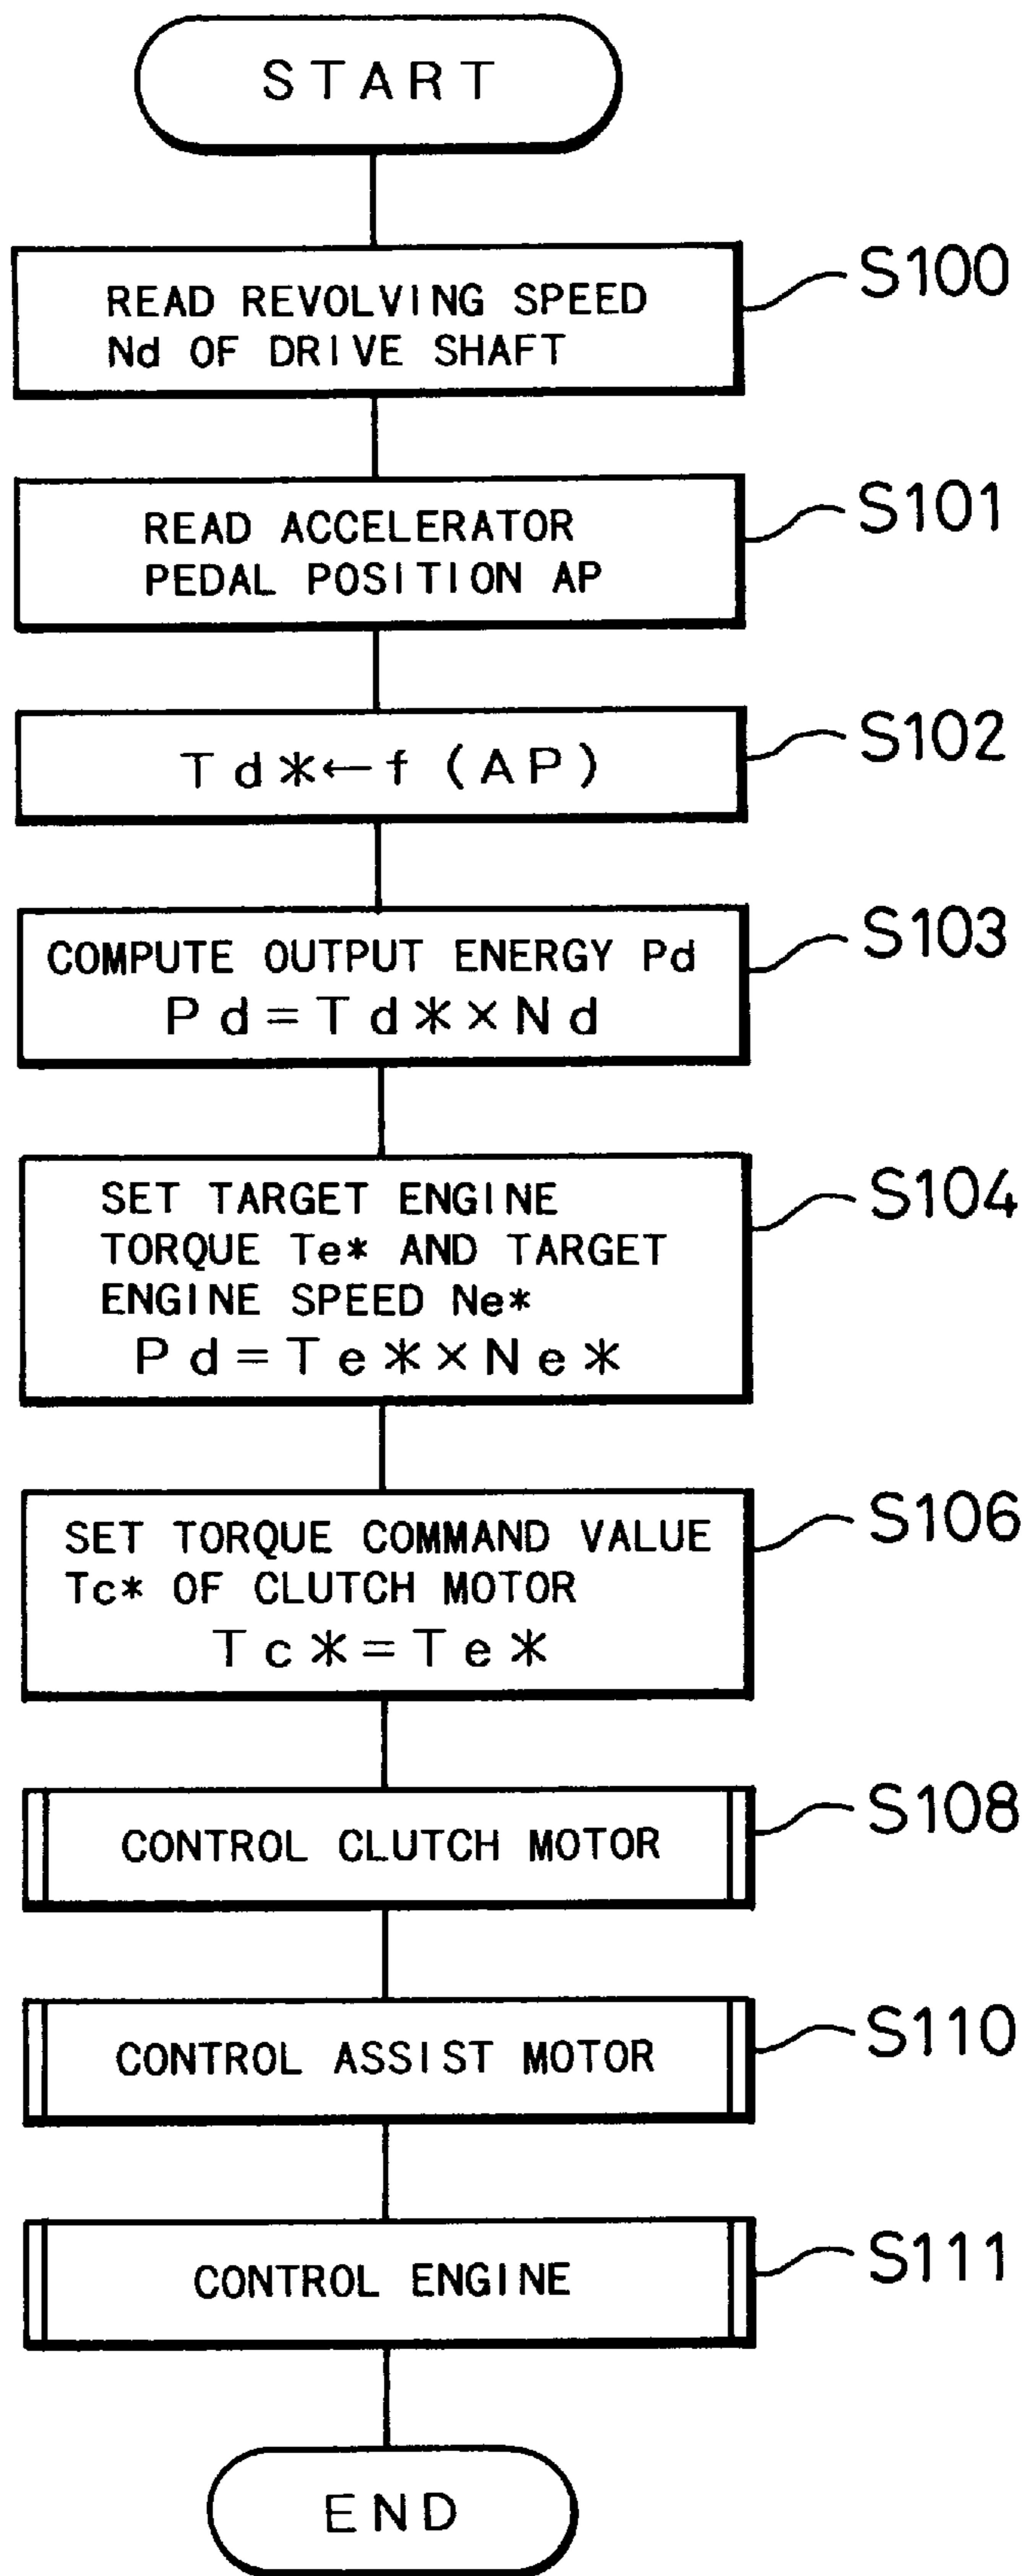 START
READ REVOLVING SPEED
Nd OF DRIVE SHAFT
S100
READ ACCELERATOR
PEDAL POSITION AP
S101
Td*←f(AP)
S102
COMPUTE OUTPUT ENERGY Pd
Pd=Td*×Nd
S103
SET TARGET ENGINE
TORQUE Te* AND TARGET
ENGINE SPEED Ne*
Pd=Te*×Ne*
S104
SET TORQUE COMMAND VALUE
Tc* OF CLUTCH MOTOR
Tc*=Te*
S106
CONTROL CLUTCH MOTOR
S108
CONTROL ASSIST MOTOR
S110
CONTROL ENGINE
S111
END